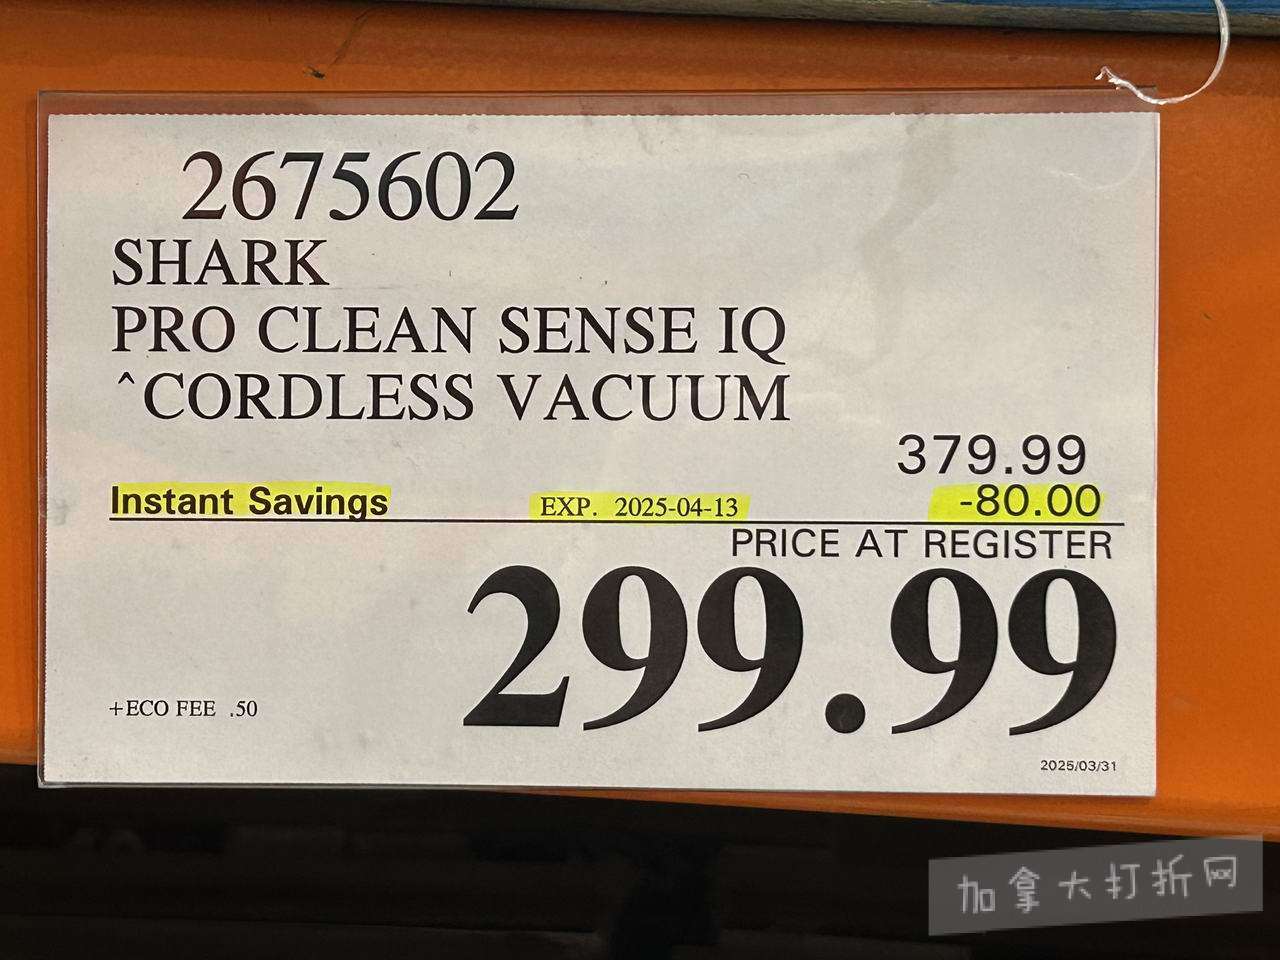 2675602
SHARK
PRO CLEAN SENSE IQ
^CORDLESS VACUUM
379.99
Instant Savings EXP. 2025-04-13 -80.00
PRICE AT REGISTER
299.99
+ECO FEE .50
2025/03/31
加拿大打折网